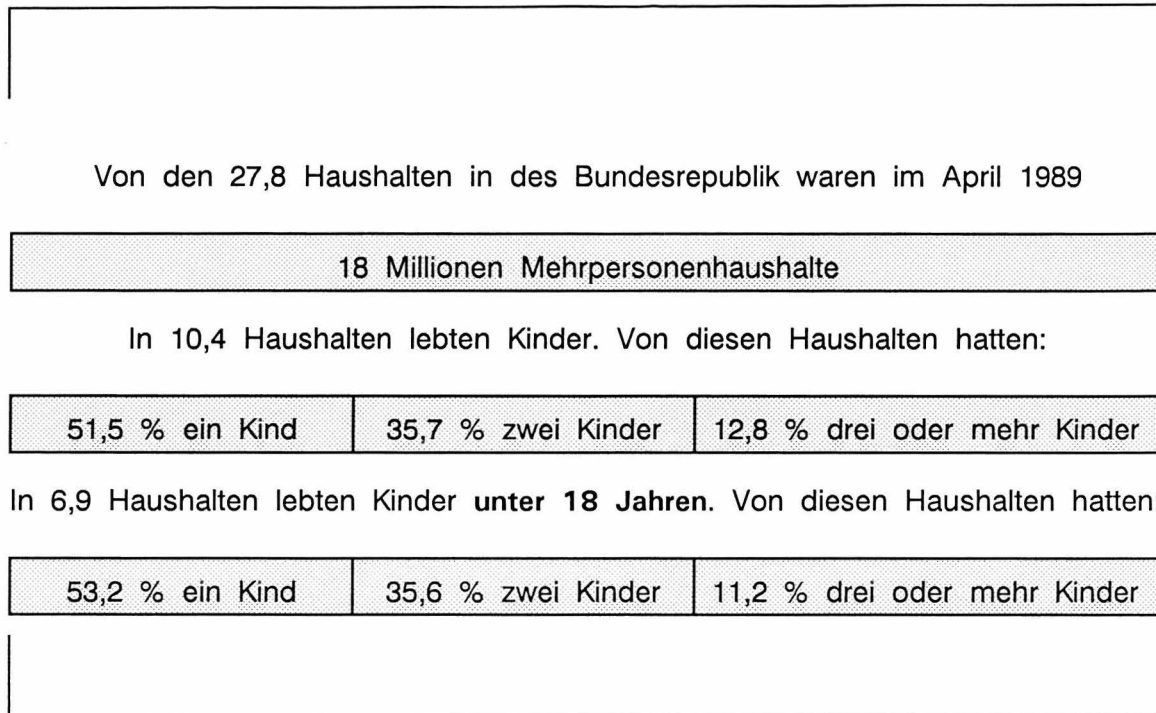 Von den 27,8 Haushalten in des Bundesrepublik waren im April 1989
18 Millionen Mehrpersonenhaushalte
In 10,4 Haushalten lebten Kinder. Von diesen Haushalten hatten:
51,5 % ein Kind 35,7 % zwei Kinder 12,8 % drei oder mehr Kinder
In 6,9 Haushalten lebten Kinder unter 18 Jahren. Von diesen Haushalten hatten
53,2 % ein Kind 35,6 % zwei Kinder 11,2 % drei oder mehr Kinder